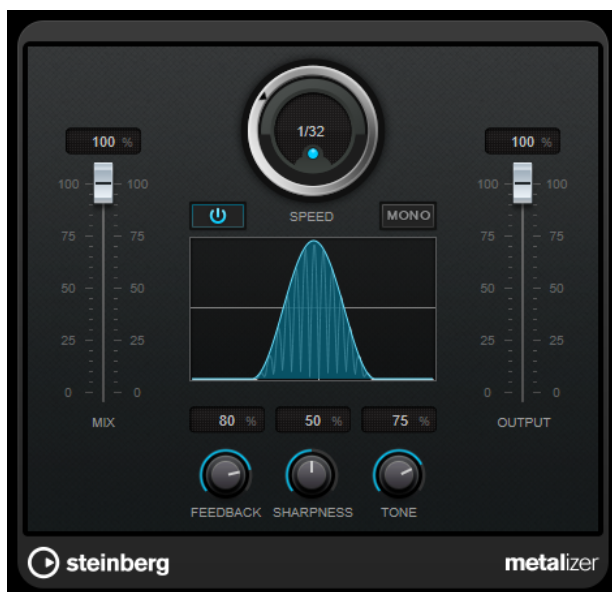 1/32
100 %
100 %
SPEED
MONO
100 100
75 75
50 50
25 25
0 0
MIX
100 100
75 75
50 50
25 25
0 0
OUTPUT
80 %
50 %
75 %
FEEDBACK
SHARPNESS
TONE
steinberg
metalizer